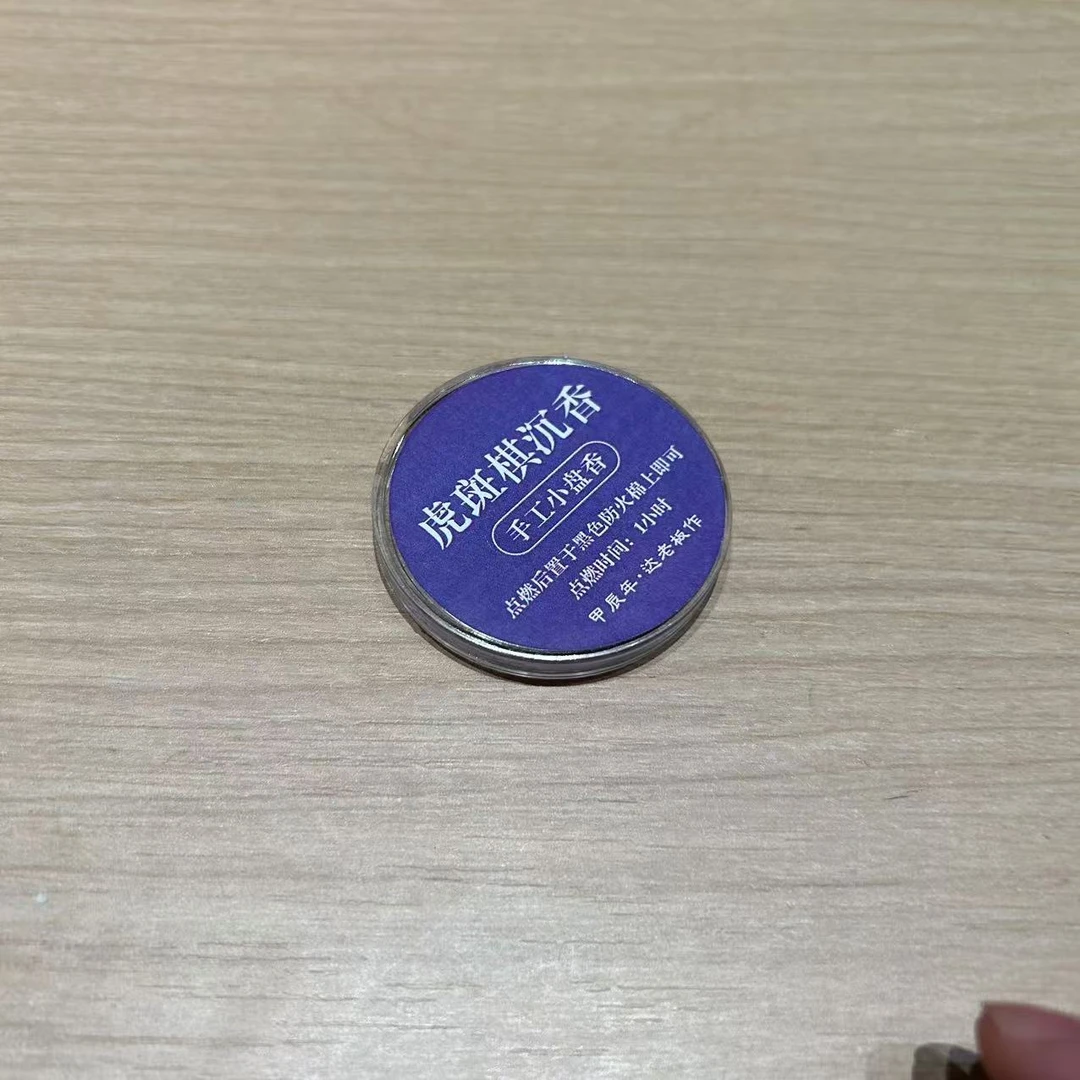 虎斑棋沉香
手工小盘香
点燃后置于黑色防火棉上即可
点燃时间：1小时
甲辰年·达老板作